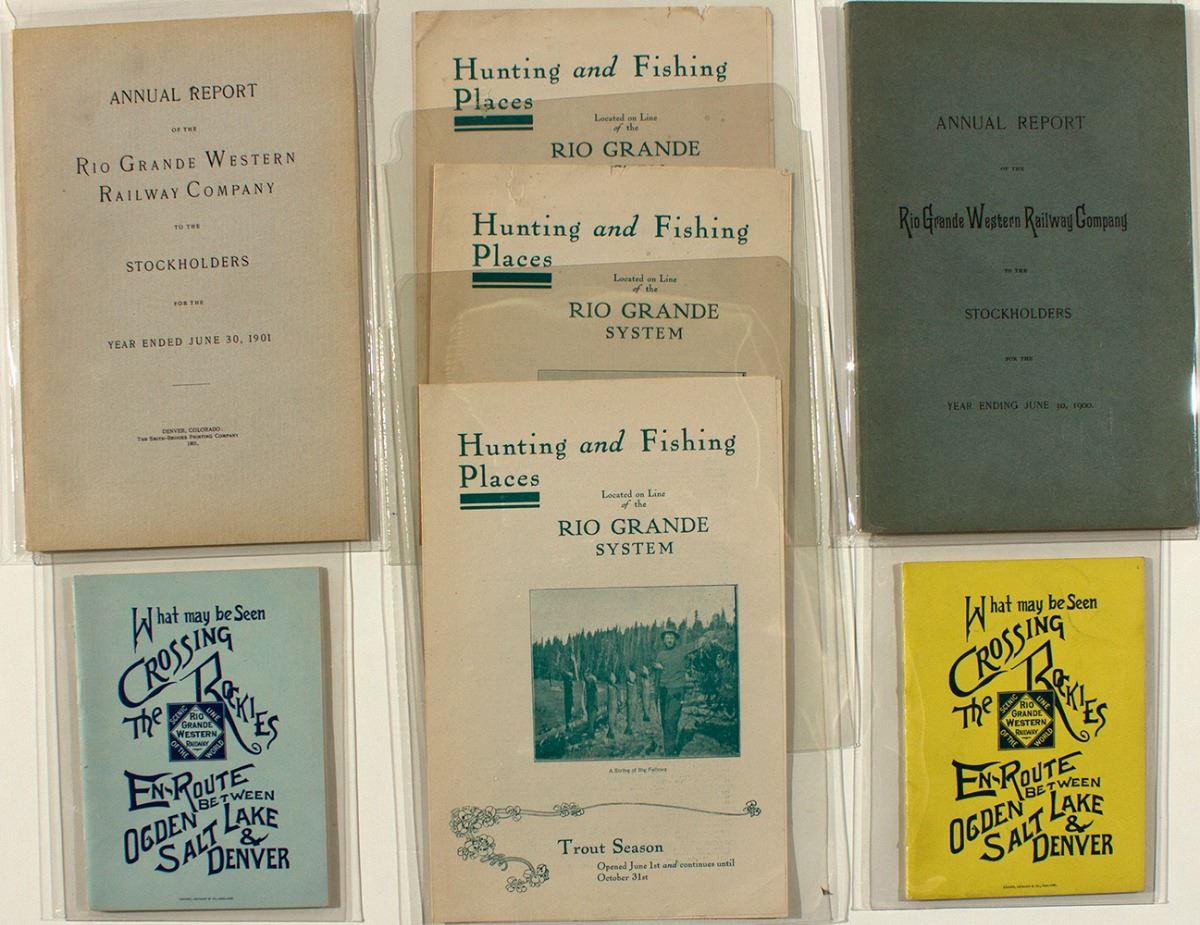 ANNUAL REPORT
OF THE
RIO GRANDE WESTERN
RAILWAY COMPANY
TO THE
STOCKHOLDERS
FOR THE
YEAR ENDED JUNE 30, 1901
DENVER, COLORADO:
THE SMITH-BROOKS PRINTING COMPANY
1901.
Hunting and Fishing
Places
Located on Line
of the
RIO GRANDE
Hunting and Fishing
Places
Located on Line
of the
RIO GRANDE
SYSTEM
Hunting and Fishing
Places
Located on Line
of the
RIO GRANDE
SYSTEM
A String of Big Fellows
Trout Season
Opened June 1st and continues until
October 31st
ANNUAL REPORT
OF THE
Rio Grande Western Railway Company
TO THE
STOCKHOLDERS
FOR THE
YEAR ENDING JUNE 30, 1900.
What may be Seen
CROSSING
THE ROCKIES
SCENIC LINE
RIO
GRANDE
WESTERN
RAILWAY
OF THE WORLD
EN-ROUTE
BETWEEN
OGDEN
SALT LAKE
&
DENVER
What may be Seen
CROSSING
THE ROCKIES
SCENIC LINE
RIO
GRANDE
WESTERN
RAILWAY
OF THE WORLD
EN-ROUTE
BETWEEN
OGDEN
SALT LAKE
&
DENVER